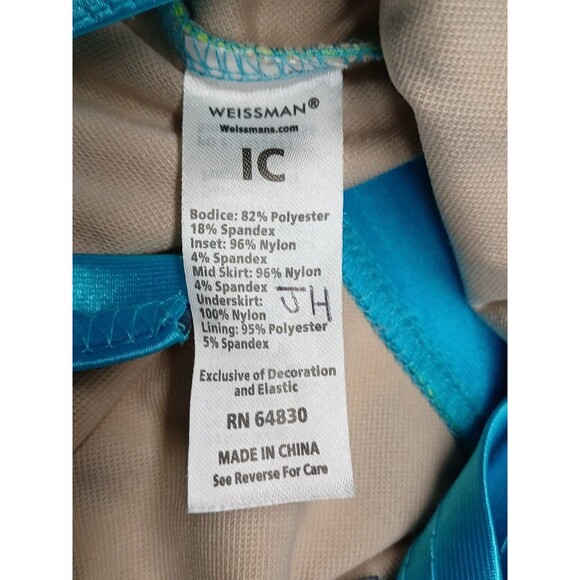 WEISSMAN®
Weissmans.com
IC
Bodice: 82% Polyester
18% Spandex
Inset: 96% Nylon
4% Spandex
Mid Skirt: 96% Nylon
4% Spandex JH
Underskirt:
100% Nylon
Lining: 95% Polyester
5% Spandex
Exclusive of Decoration
and Elastic
RN 64830
MADE IN CHINA
See Reverse For Care